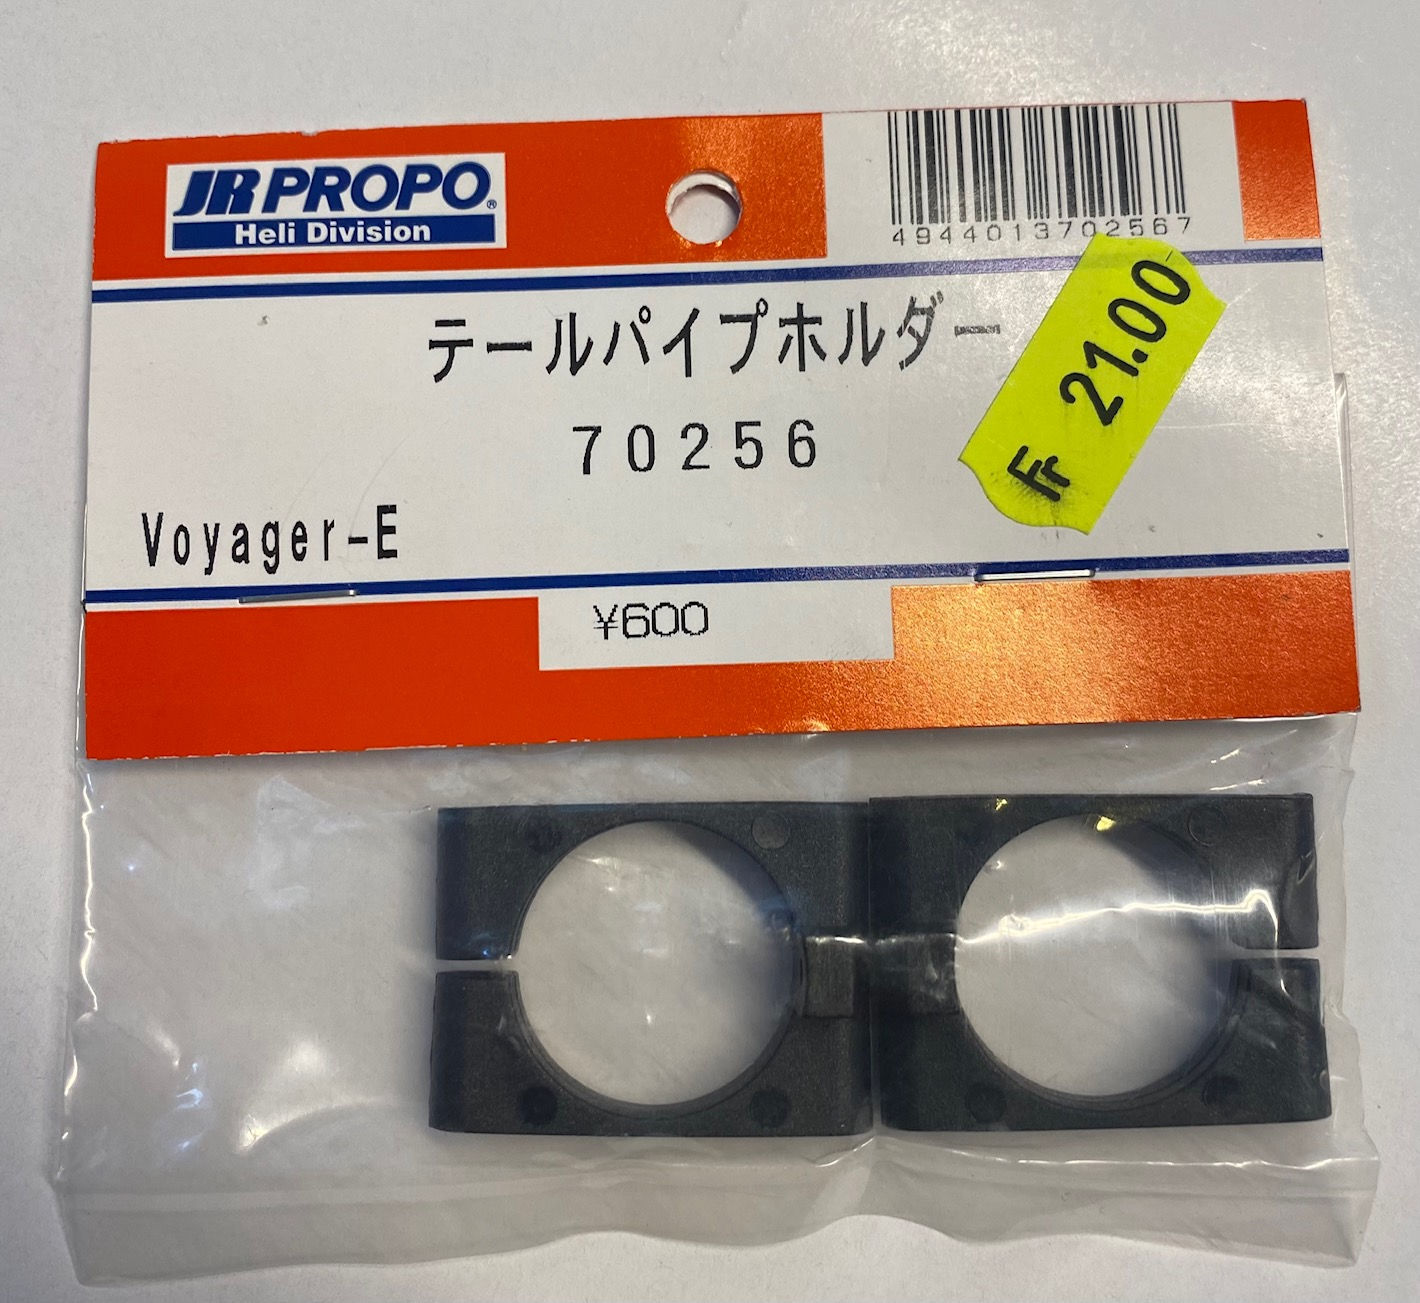 JR PROPO®
Heli Division
4944013702567
テールパイプホルダー
70256
Voyager-E
¥600
Fr 21.00